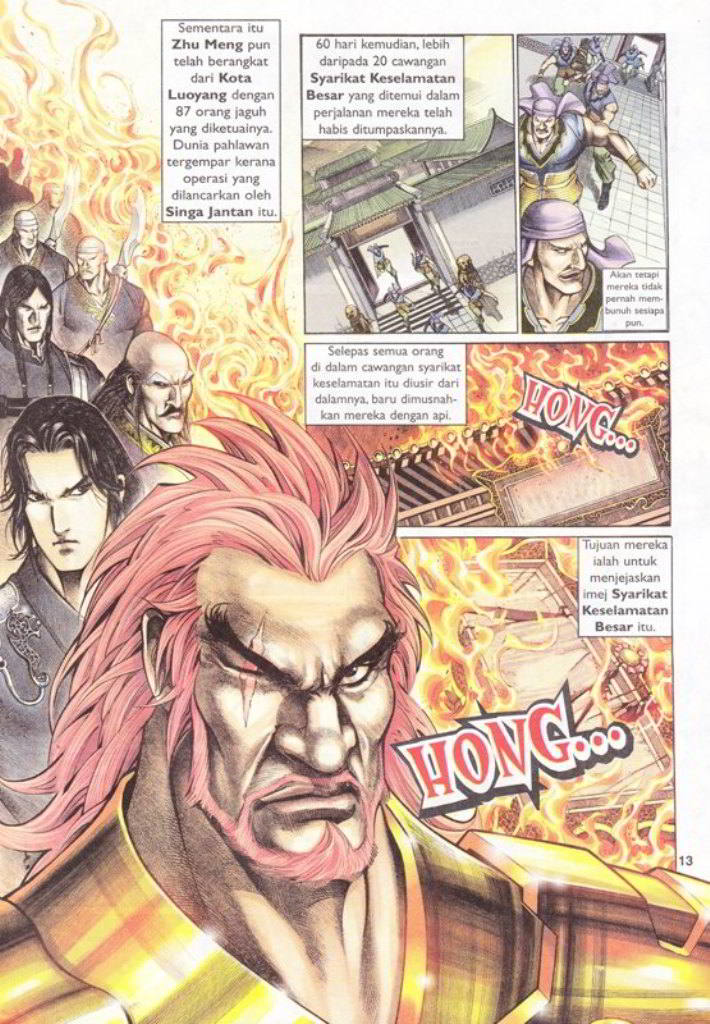 Sementara itu
Zhu Meng pun
telah berangkat
dari Kota
Luoyang dengan
87 orang jaguh
yang diketuainya.
Dunia pahlawan
tergempar kerana
operasi yang
dilancarkan oleh
Singa Jantan itu.
60 hari kemudian, lebih
daripada 20 cawangan
Syarikat Keselamatan
Besar yang ditemui dalam
perjalanan mereka telah
habis ditumpaskannya.
Akan tetapi
mereka tidak
pernah mem-
bunuh sesiapa
pun.
Selepas semua orang
di dalam cawangan syarikat
keselamatan itu diusir dari
dalamnya, baru dimusnah-
kan mereka dengan api.
HONG...
Tujuan mereka
ialah untuk
menjejaskan
imej Syarikat
Keselamatan
Besar itu.
HONG...
13